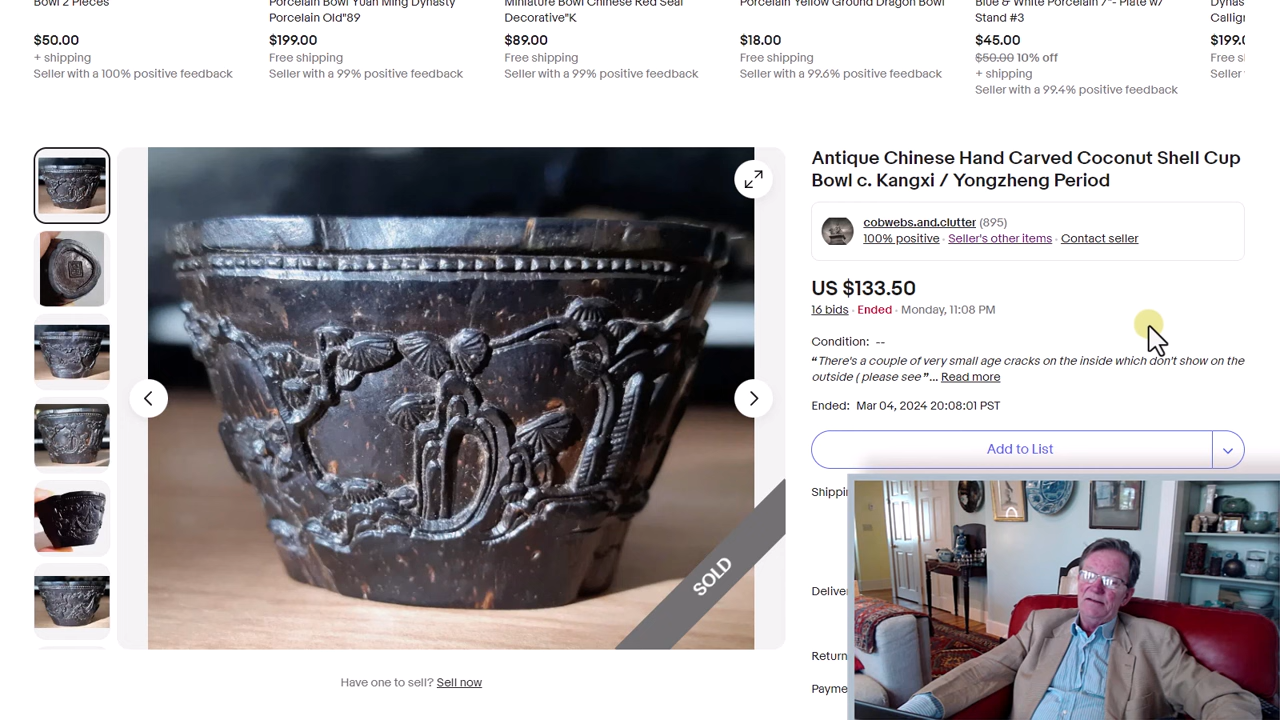 Bowl 2 Pieces
$50.00
+ shipping
Seller with a 100% positive feedback
Porcelain Bowl Yuan Ming Dynasty
Porcelain Old"89
$199.00
Free shipping
Seller with a 99% positive feedback
Miniature Bowl Chinese Red Seal
Decorative"K
$89.00
Free shipping
Seller with a 99% positive feedback
Porcelain Yellow Ground Dragon Bowl
$18.00
Free shipping
Seller with a 99.6% positive feedback
Blue & White Porcelain 7"- Plate w/
Stand #3
$45.00
$50.00 10% off
+ shipping
Seller with a 99.4% positive feedback
Dynas
Callig
$199.0
Free s
Seller
Antique Chinese Hand Carved Coconut Shell Cup
Bowl c. Kangxi / Yongzheng Period
cobwebs.and.clutter (895)
100% positive · Seller's other items · Contact seller
US $133.50
16 bids · Ended · Monday, 11:08 PM
Condition: --
“There's a couple of very small age cracks on the inside which don't show on the
outside ( please see ”... Read more
Ended: Mar 04, 2024 20:08:01 PST
Add to List
Shippi
Deliver
Return
Payme
SOLD
Have one to sell? Sell now